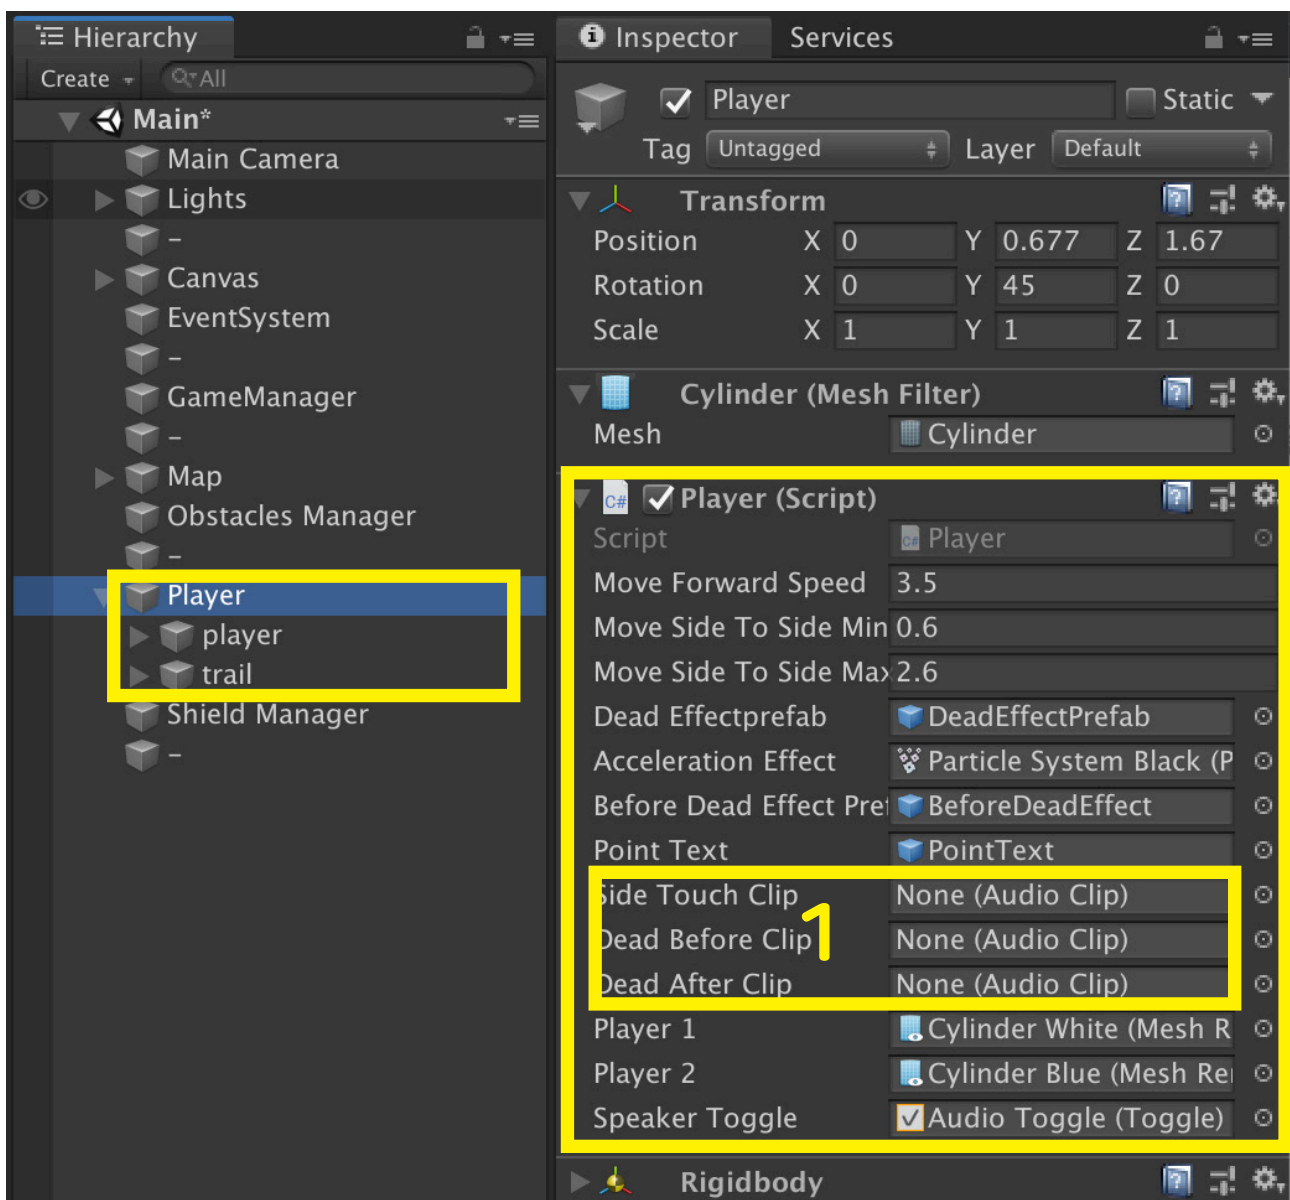 Hierarchy
Create
All
Main*
Main Camera
Lights
-
Canvas
EventSystem
-
GameManager
-
Map
Obstacles Manager
-
Player
player
trail
Shield Manager
-
Inspector Services
Player Static
Tag Untagged Layer Default
Transform
Position X 0 Y 0.677 Z 1.67
Rotation X 0 Y 45 Z 0
Scale X 1 Y 1 Z 1
Cylinder (Mesh Filter)
Mesh Cylinder
C# Player (Script)
Script C# Player
Move Forward Speed 3.5
Move Side To Side Min 0.6
Move Side To Side Max 2.6
Dead Effectprefab DeadEffectPrefab
Acceleration Effect Particle System Black (P
Before Dead Effect Pref BeforeDeadEffect
Point Text PointText
Side Touch Clip None (Audio Clip)
1
Dead Before Clip None (Audio Clip)
Dead After Clip None (Audio Clip)
Player 1 Cylinder White (Mesh R
Player 2 Cylinder Blue (Mesh Rei
Speaker Toggle Audio Toggle (Toggle)
Rigidbody